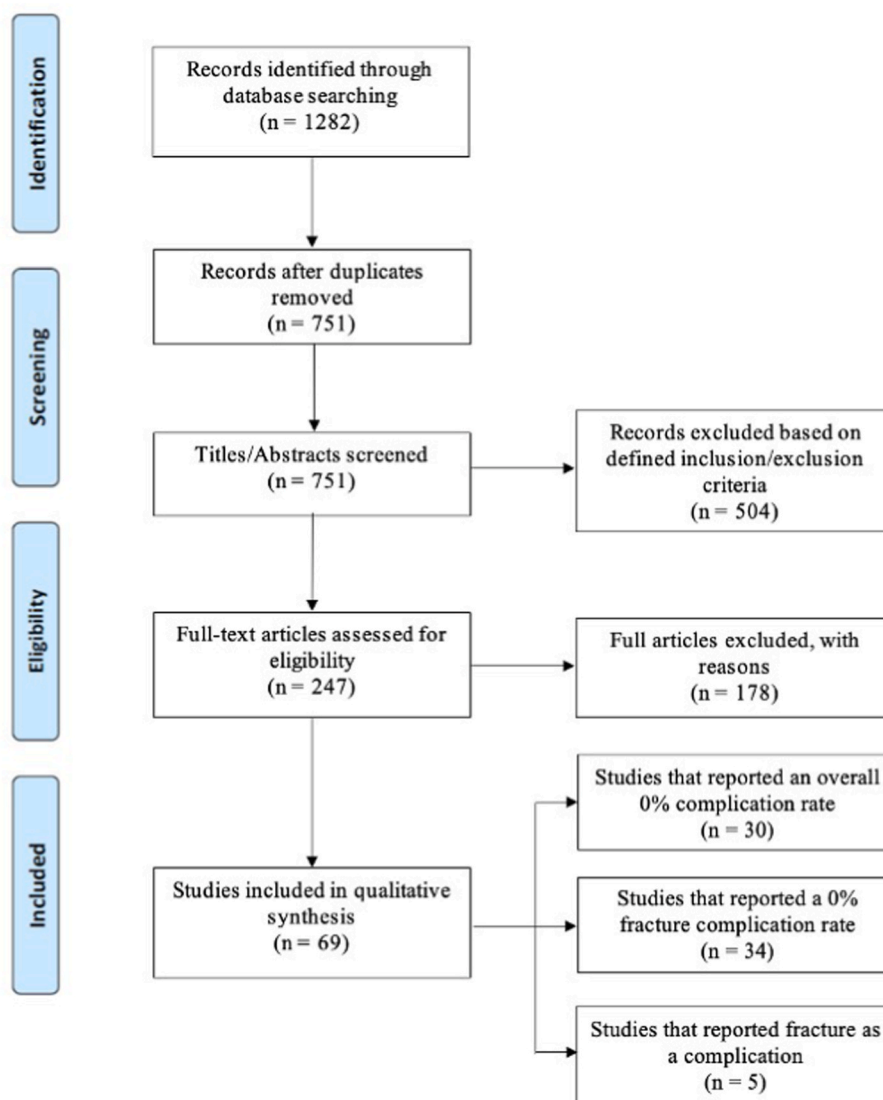 Identification
Records identified through
database searching
(n = 1282)
Screening
Records after duplicates
removed
(n = 751)
Titles/Abstracts screened
(n = 751)
Records excluded based on
defined inclusion/exclusion
criteria
(n = 504)
Eligibility
Full-text articles assessed for
eligibility
(n = 247)
Full articles excluded, with
reasons
(n = 178)
Included
Studies included in qualitative
synthesis
(n = 69)
Studies that reported an overall
0% complication rate
(n = 30)
Studies that reported a 0%
fracture complication rate
(n = 34)
Studies that reported fracture as
a complication
(n = 5)